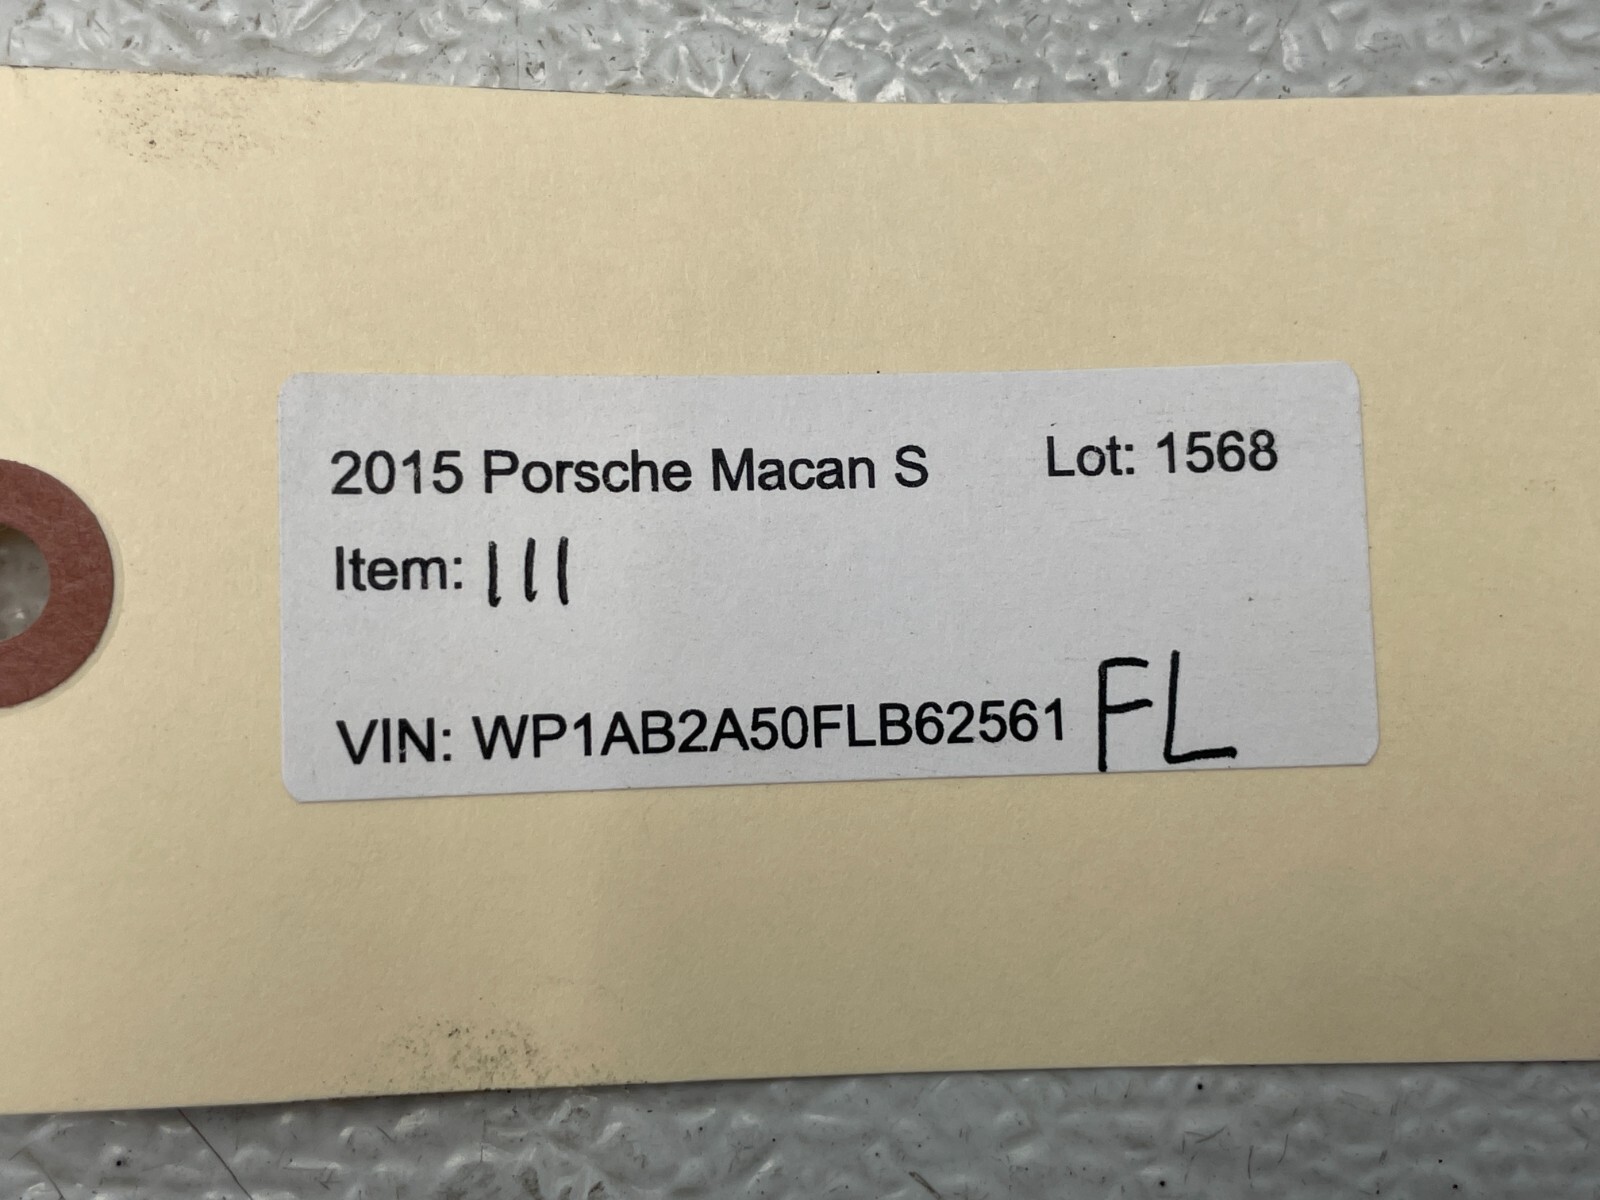 2015 Porsche Macan S Lot: 1568
Item: 111
VIN: WP1AB2A50FLB62561 FL